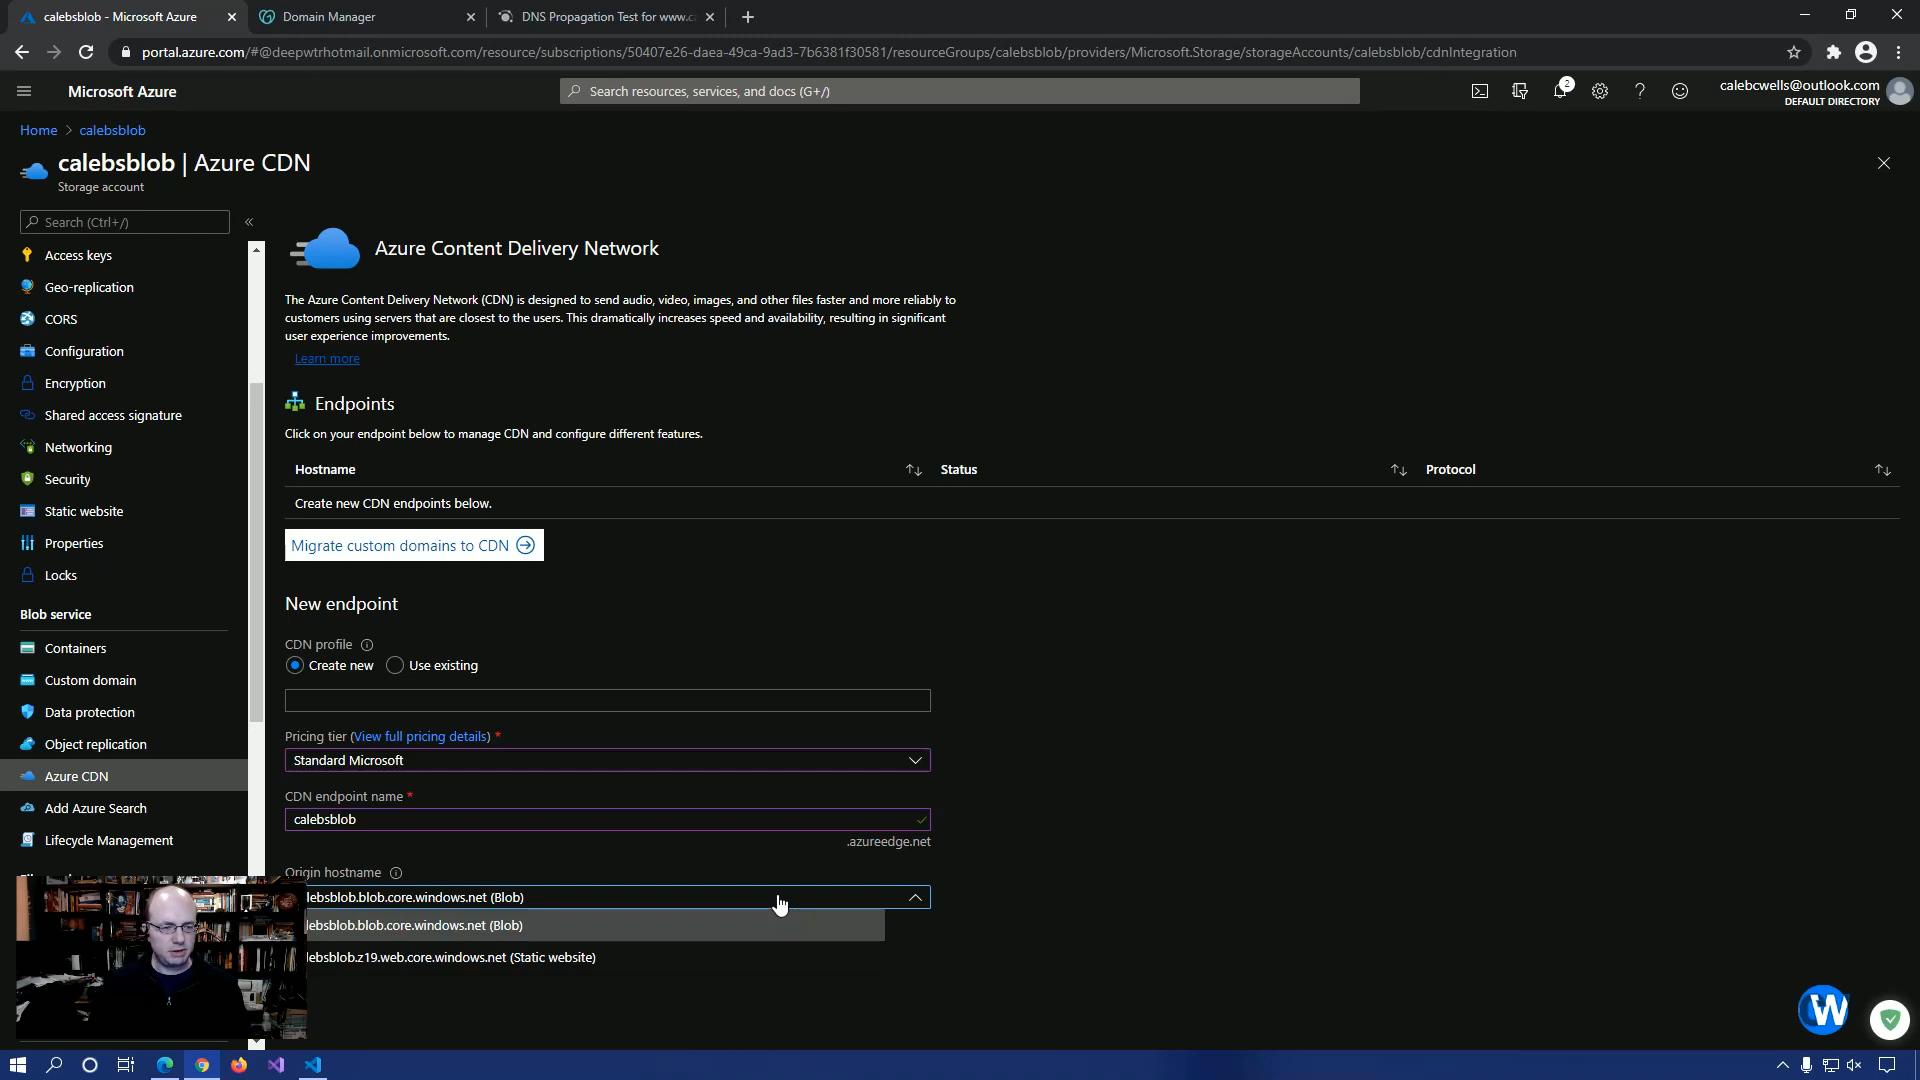 calebsblob - Microsoft Azure
Domain Manager
DNS Propagation Test for www.c
portal.azure.com/#@deepwtrhotmail.onmicrosoft.com/resource/subscriptions/50407e26-daea-49ca-9ad3-7b6381f30581/resourceGroups/calebsblob/providers/Microsoft.Storage/storageAccounts/calebsblob/cdnIntegration
Microsoft Azure
Search resources, services, and docs (G+/)
2
calebcwells@outlook.com
DEFAULT DIRECTORY
Home > calebsblob
calebsblob | Azure CDN
Storage account
Search (Ctrl+/)
«
Access keys
Geo-replication
CORS
Configuration
Encryption
Shared access signature
Networking
Security
Static website
Properties
Locks
Blob service
Containers
Custom domain
Data protection
Object replication
Azure CDN
Add Azure Search
Lifecycle Management
Azure Content Delivery Network
The Azure Content Delivery Network (CDN) is designed to send audio, video, images, and other files faster and more reliably to
customers using servers that are closest to the users. This dramatically increases speed and availability, resulting in significant
user experience improvements.
Learn more
Endpoints
Click on your endpoint below to manage CDN and configure different features.
Hostname Status Protocol
Create new CDN endpoints below.
Migrate custom domains to CDN
New endpoint
CDN profile
Create new Use existing
Pricing tier (View full pricing details) *
Standard Microsoft
CDN endpoint name *
calebsblob
.azureedge.net
Origin hostname
lebsblob.blob.core.windows.net (Blob)
lebsblob.blob.core.windows.net (Blob)
lebsblob.z19.web.core.windows.net (Static website)
W